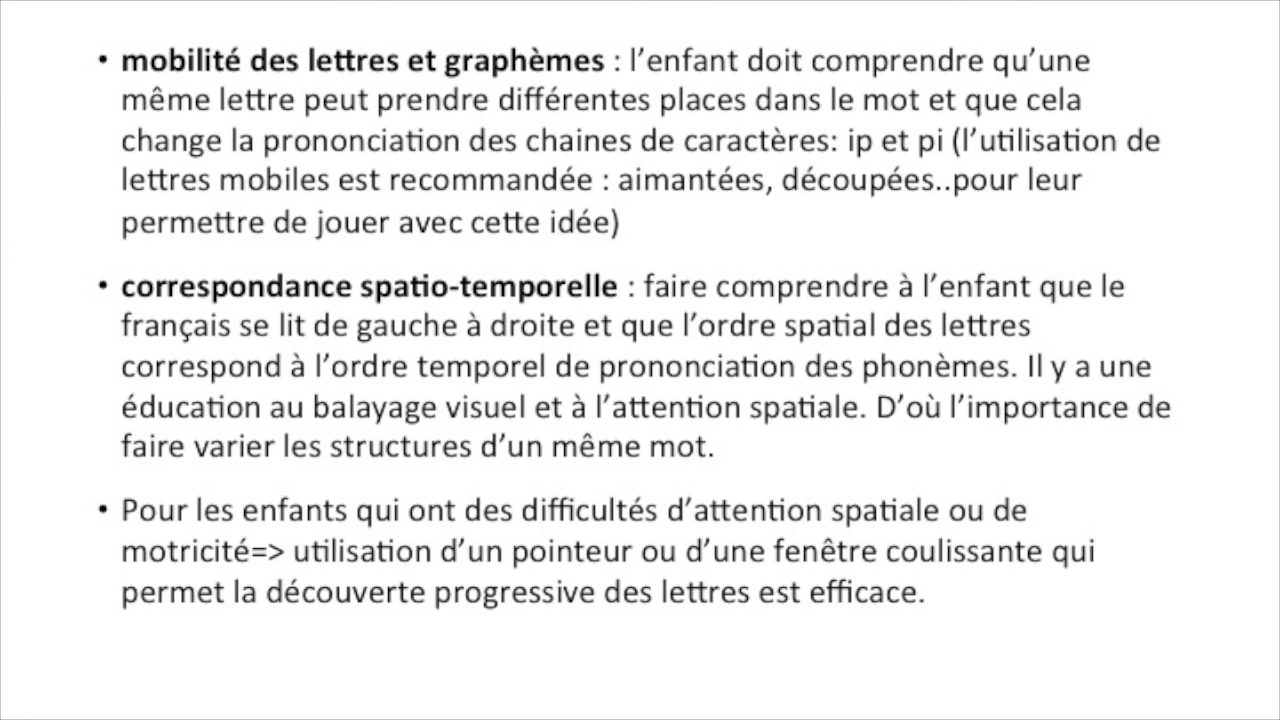 • mobilité des lettres et graphèmes : l’enfant doit comprendre qu’une
même lettre peut prendre différentes places dans le mot et que cela
change la prononciation des chaines de caractères: ip et pi (l’utilisation de
lettres mobiles est recommandée : aimantées, découpées..pour leur
permettre de jouer avec cette idée)
• correspondance spatio-temporelle : faire comprendre à l’enfant que le
français se lit de gauche à droite et que l’ordre spatial des lettres
correspond à l’ordre temporel de prononciation des phonèmes. Il y a une
éducation au balayage visuel et à l’attention spatiale. D’où l’importance de
faire varier les structures d’un même mot.
• Pour les enfants qui ont des difficultés d’attention spatiale ou de
motricité=> utilisation d’un pointeur ou d’une fenêtre coulissante qui
permet la découverte progressive des lettres est efficace.